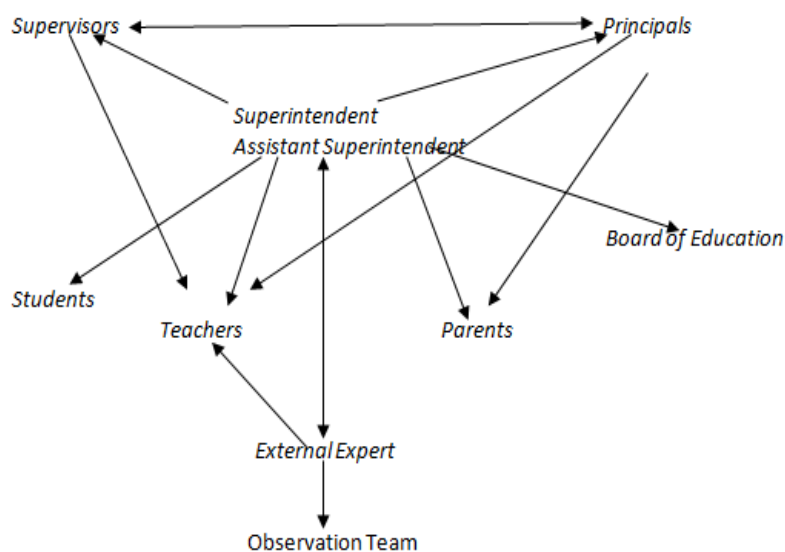 Supervisors
Principals
Superintendent
Assistant Superintendent
Board of Education
Students
Teachers
Parents
External Expert
Observation Team